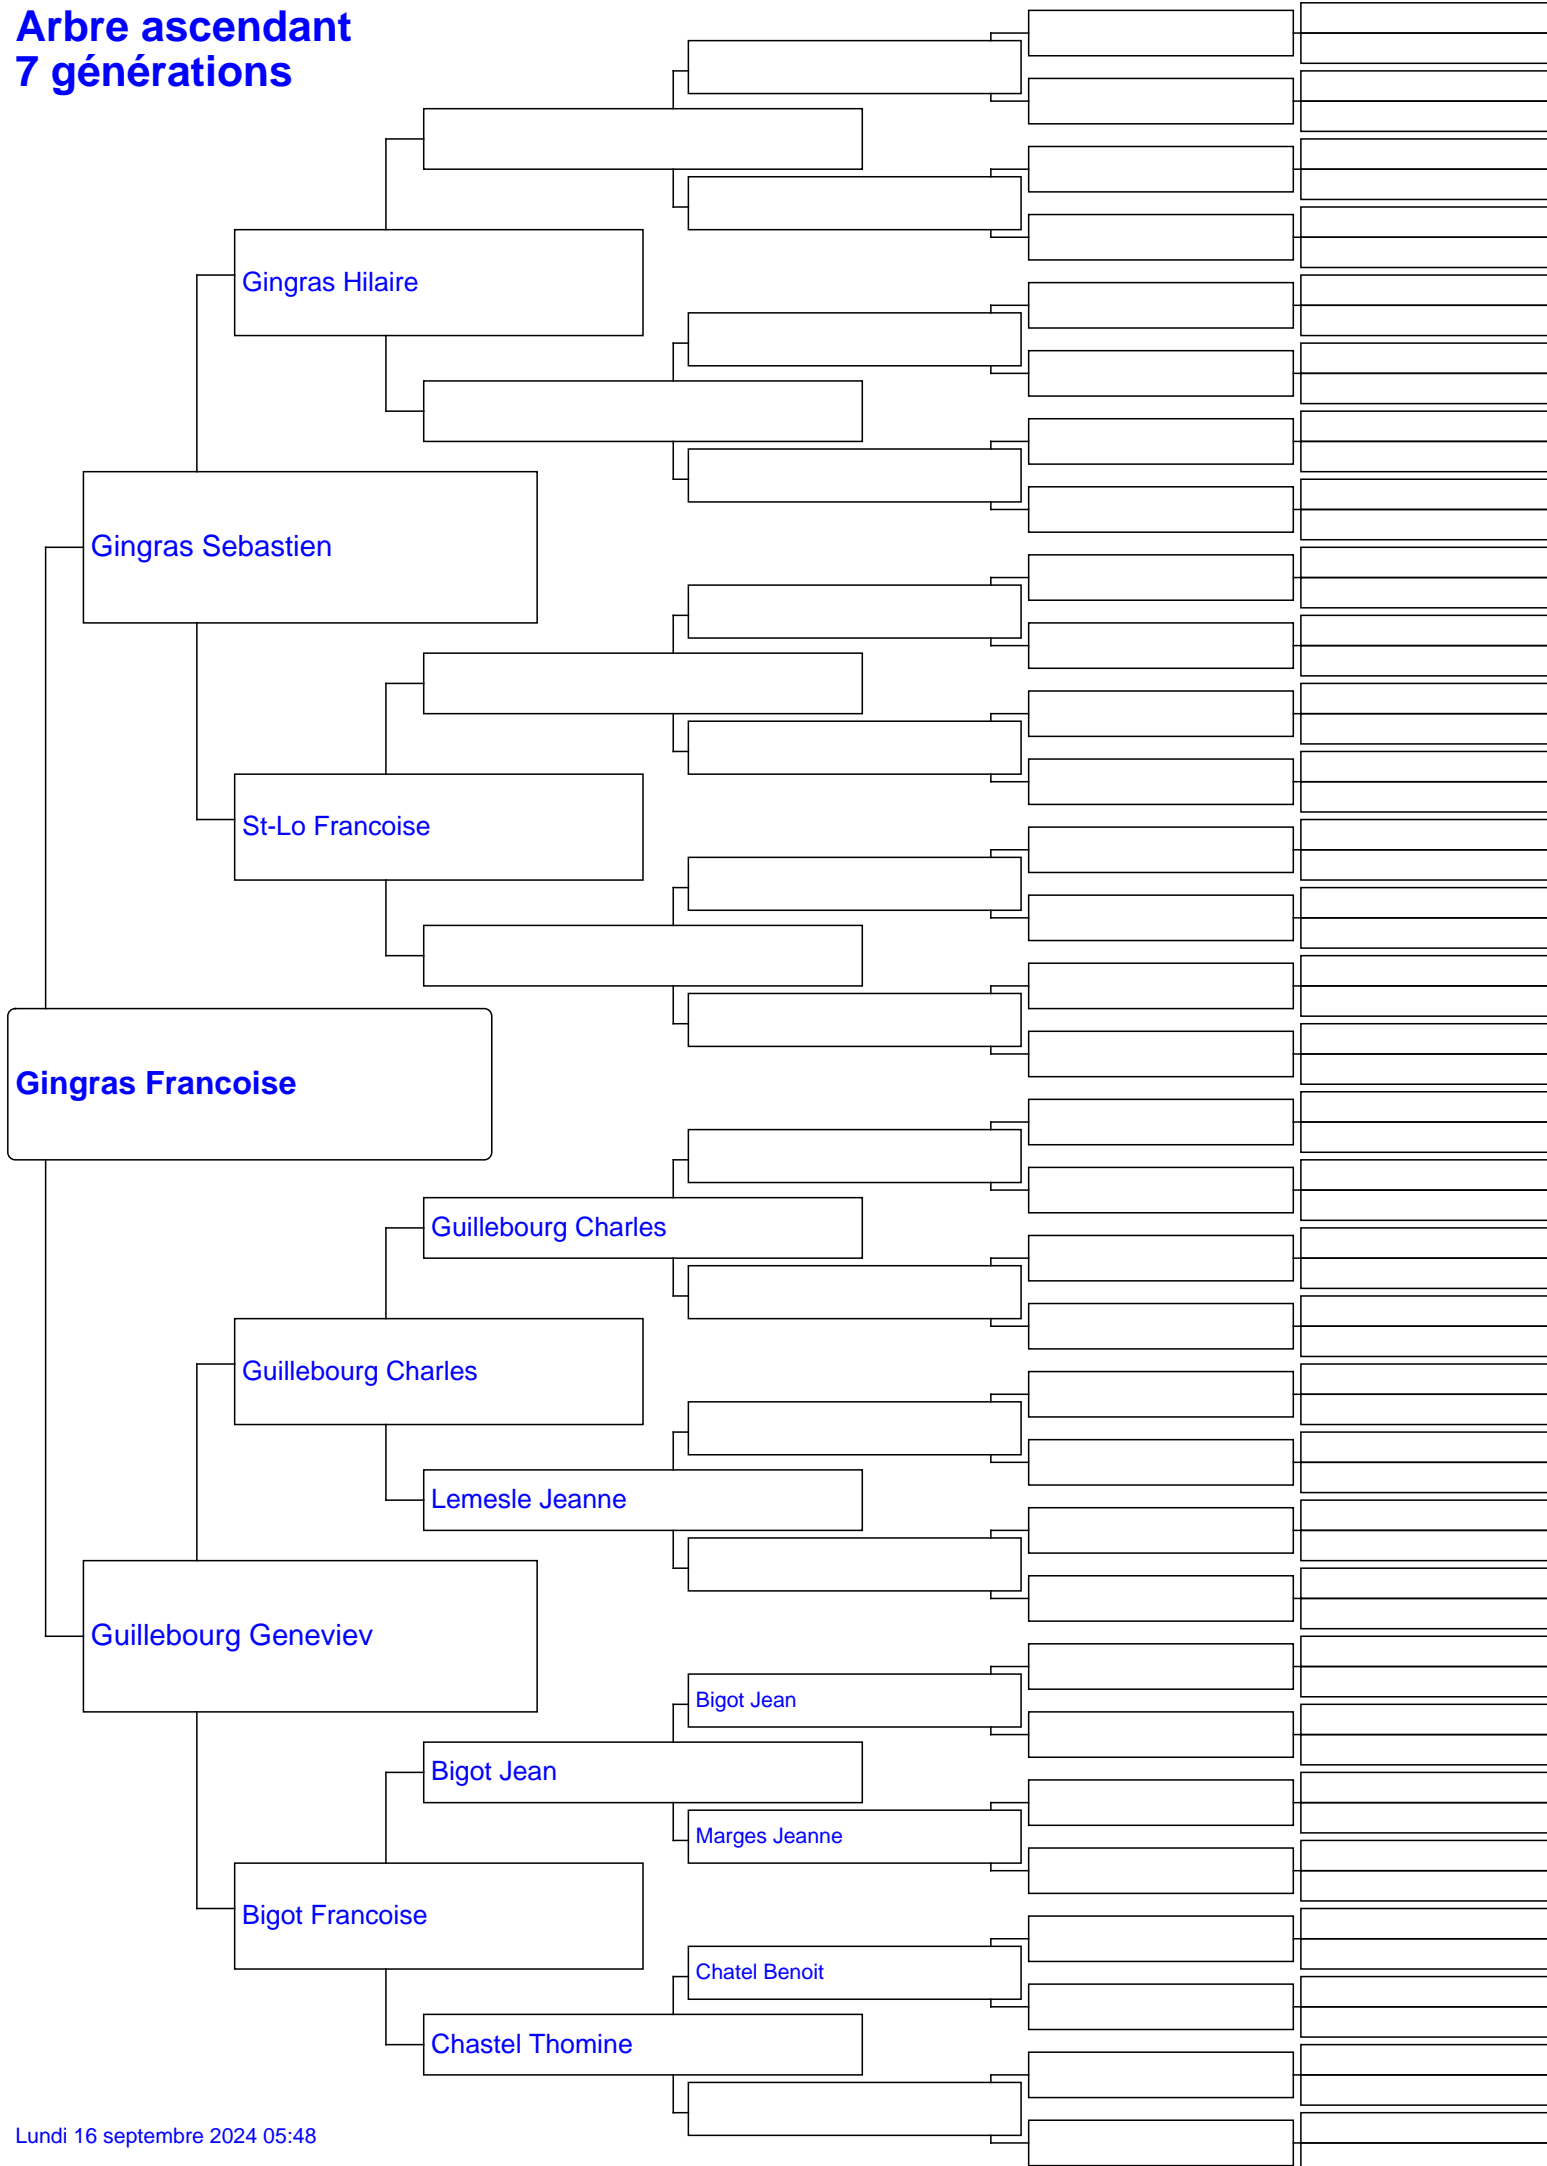 Arbre ascendant
7 générations
Gingras Hilaire
Gingras Sebastien
St-Lo Francoise
Gingras Francoise
Guillebourg Charles
Guillebourg Charles
Lemesle Jeanne
Guillebourg Geneviev
Bigot Jean
Bigot Jean
Marges Jeanne
Bigot Francoise
Chatel Benoit
Chastel Thomine
Lundi 16 septembre 2024 05:48